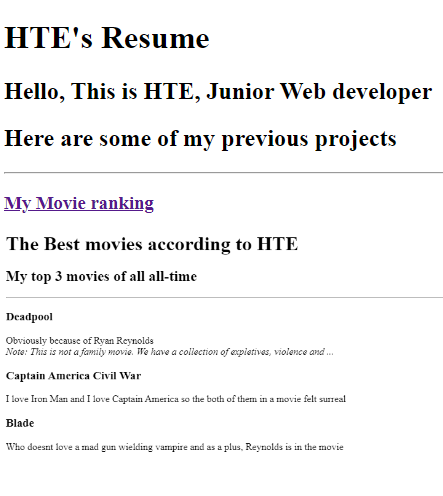 HTE's Resume
Hello, This is HTE, Junior Web developer
Here are some of my previous projects
My Movie ranking
The Best movies according to HTE
My top 3 movies of all all-time
Deadpool
Obviously because of Ryan Reynolds
Note: This is not a family movie. We have a collection of expletives, violence and ...
Captain America Civil War
I love Iron Man and I love Captain America so the both of them in a movie felt surreal
Blade
Who doesnt love a mad gun wielding vampire and as a plus, Reynolds is in the movie